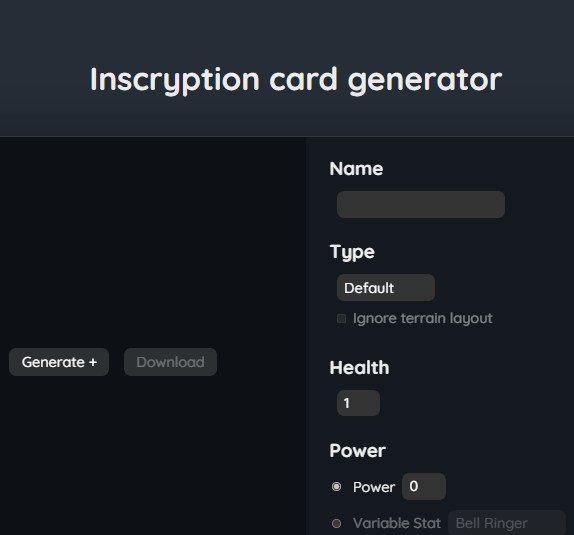 Inscryption card generator
Name
Type
Default
Ignore terrain layout
Generate + Download
Health
1
Power
Power 0
Variable Stat Bell Ringer